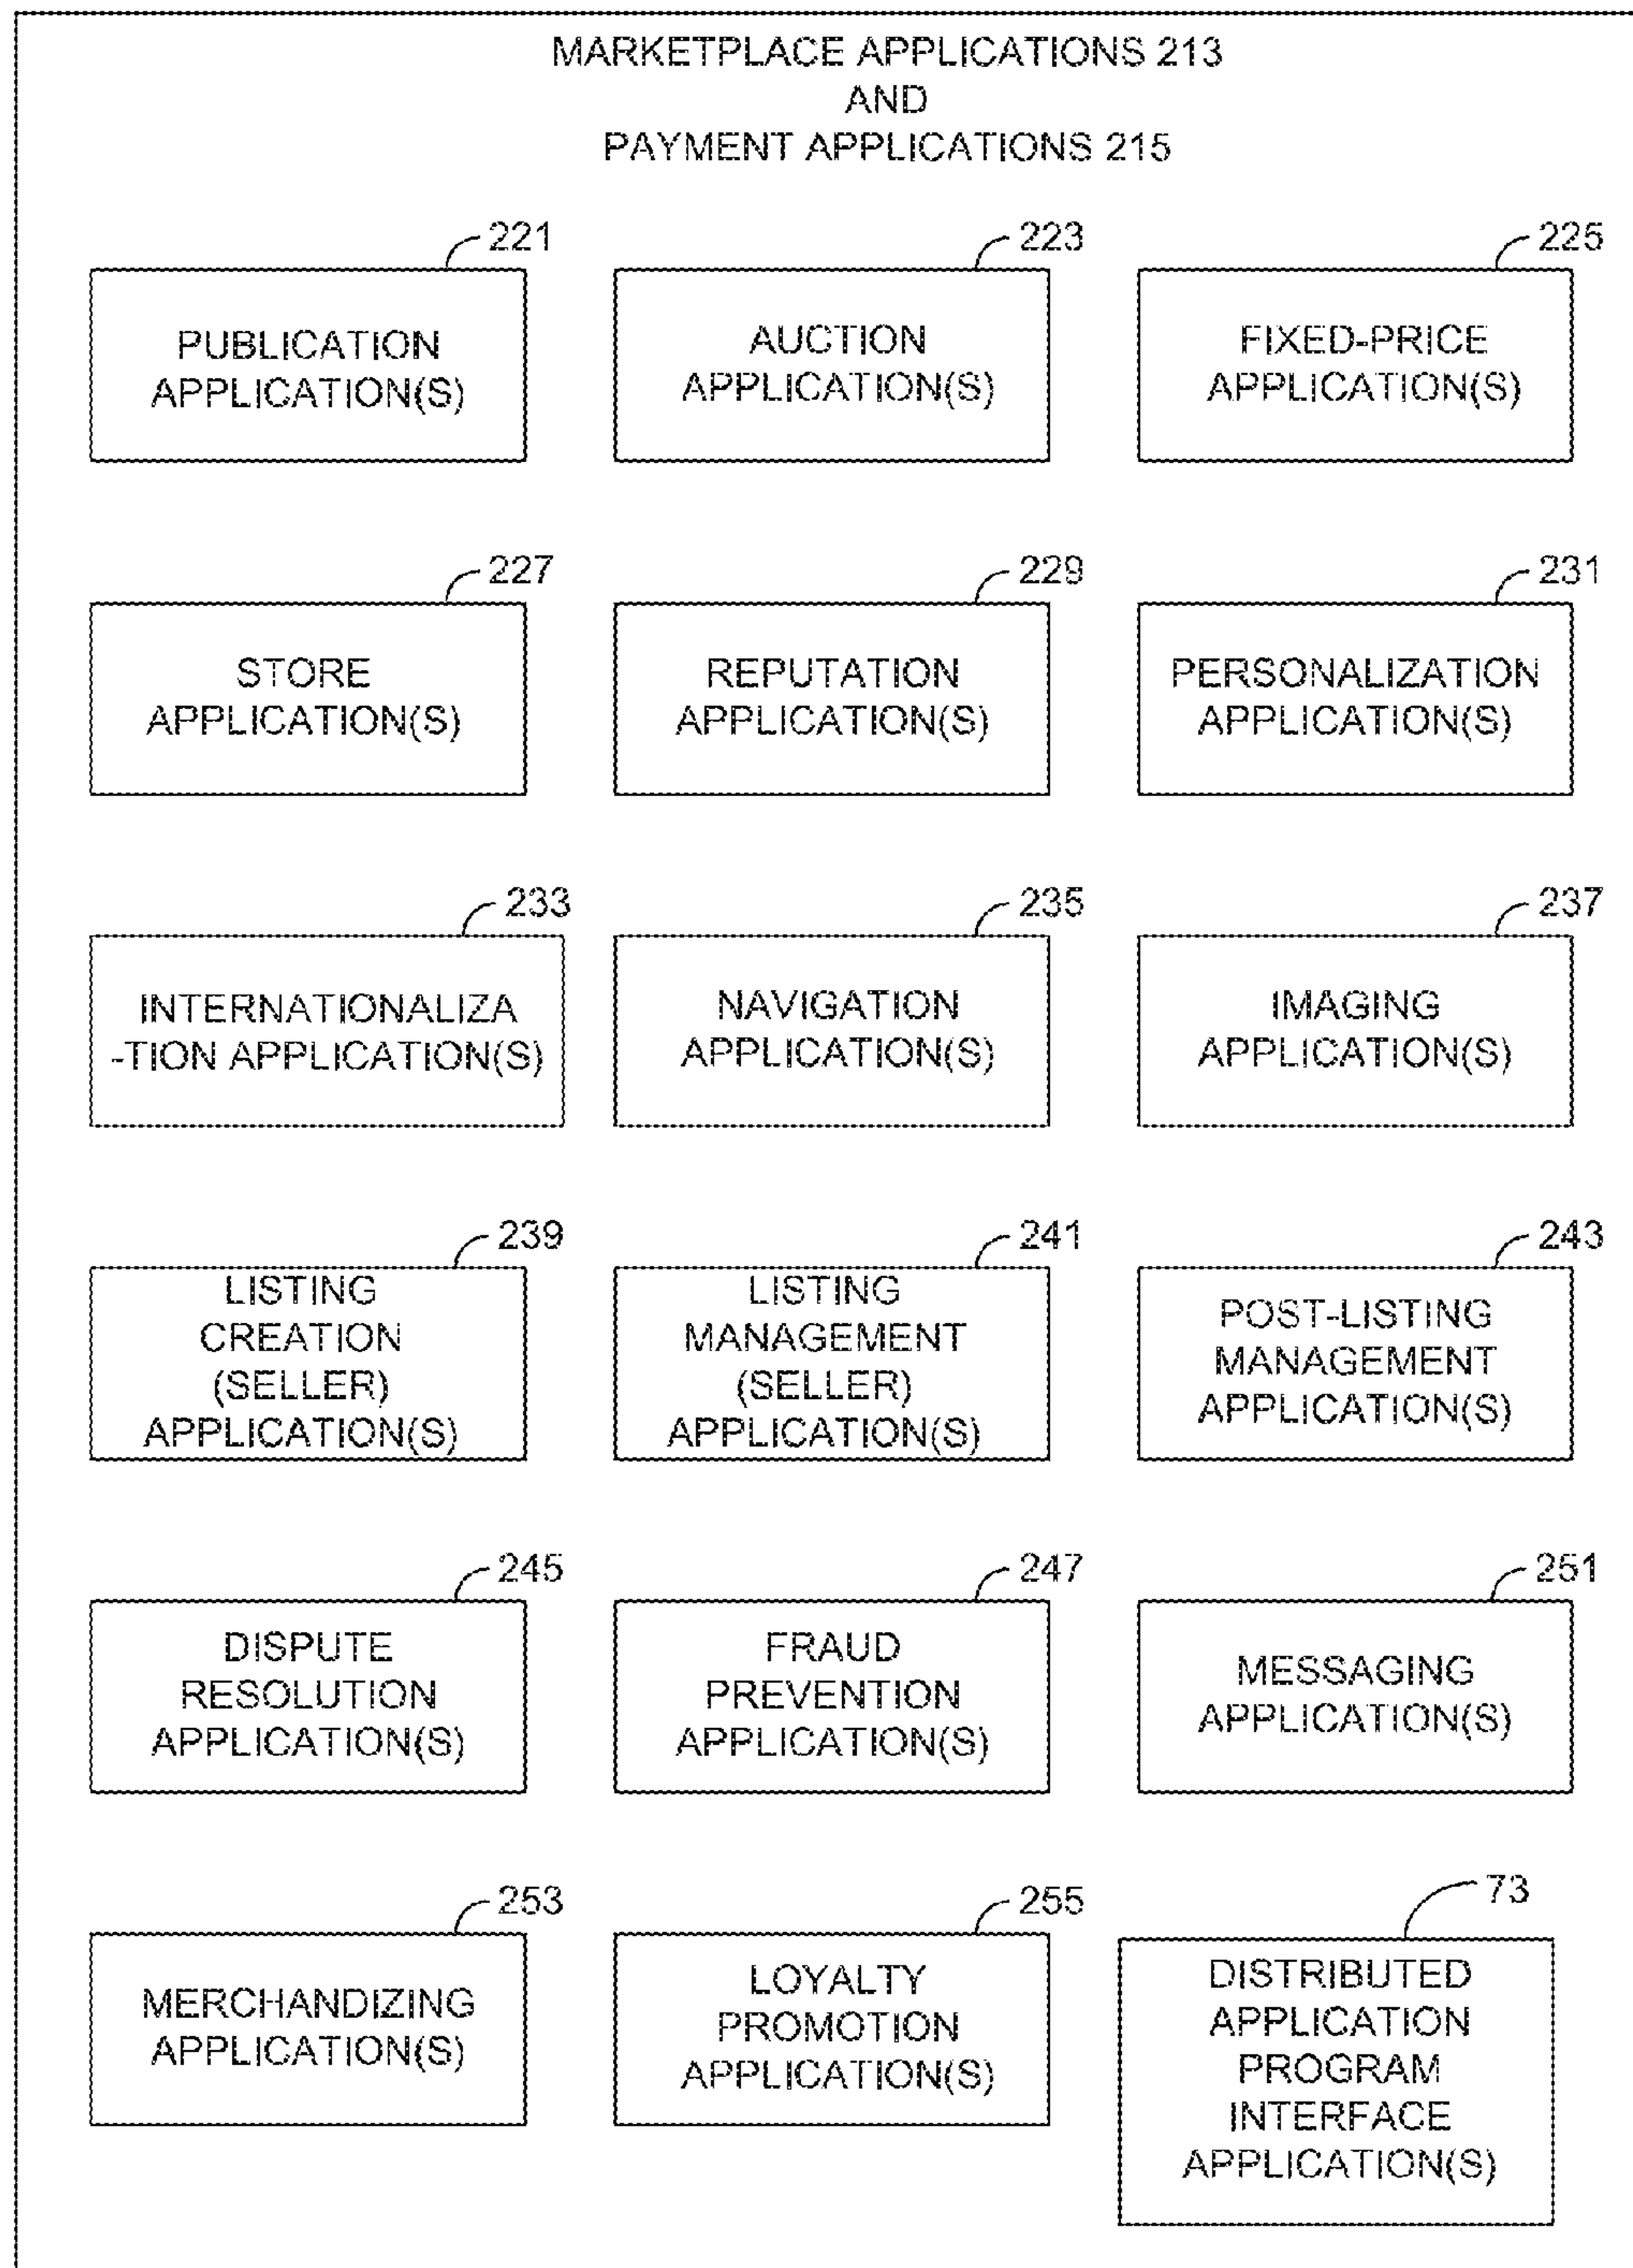 MARKETPLACE APPLICATIONS 213
AND
PAYMENT APPLICATIONS 215
221
PUBLICATION
APPLICATION(S)
223
AUCTION
APPLICATION(S)
225
FIXED-PRICE
APPLICATION(S)
227
STORE
APPLICATION(S)
229
REPUTATION
APPLICATION(S)
231
PERSONALIZATION
APPLICATION(S)
233
INTERNATIONALIZA
-TION APPLICATION(S)
235
NAVIGATION
APPLICATION(S)
237
IMAGING
APPLICATION(S)
239
LISTING
CREATION
(SELLER)
APPLICATION(S)
241
LISTING
MANAGEMENT
(SELLER)
APPLICATION(S)
243
POST-LISTING
MANAGEMENT
APPLICATION(S)
245
DISPUTE
RESOLUTION
APPLICATION(S)
247
FRAUD
PREVENTION
APPLICATION(S)
251
MESSAGING
APPLICATION(S)
253
MERCHANDIZING
APPLICATION(S)
255
LOYALTY
PROMOTION
APPLICATION(S)
73
DISTRIBUTED
APPLICATION
PROGRAM
INTERFACE
APPLICATION(S)